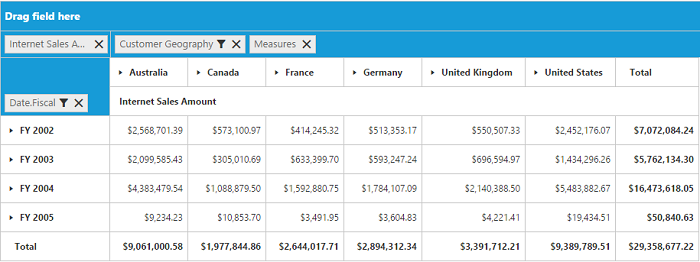 Drag field here
Internet Sales A... Customer Geography Measures
Australia Canada France Germany United Kingdom United States Total
Date.Fiscal Internet Sales Amount
FY 2002 $2,568,701.39 $573,100.97 $414,245.32 $513,353.17 $550,507.33 $2,452,176.07 $7,072,084.24
FY 2003 $2,099,585.43 $305,010.69 $633,399.70 $593,247.24 $696,594.97 $1,434,296.26 $5,762,134.30
FY 2004 $4,383,479.54 $1,088,879.50 $1,592,880.75 $1,784,107.09 $2,140,388.50 $5,483,882.67 $16,473,618.05
FY 2005 $9,234.23 $10,853.70 $3,491.95 $3,604.83 $4,221.41 $19,434.51 $50,840.63
Total $9,061,000.58 $1,977,844.86 $2,644,017.71 $2,894,312.34 $3,391,712.21 $9,389,789.51 $29,358,677.22